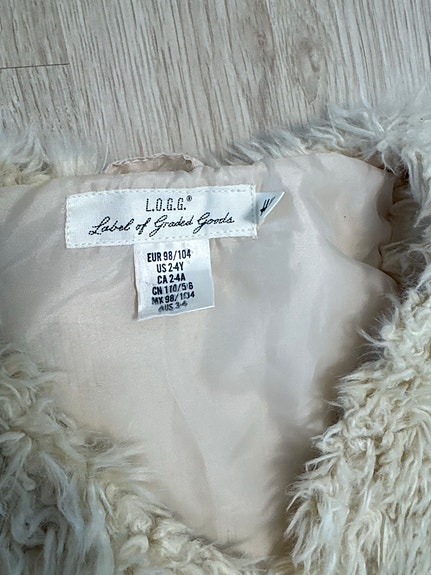 L.O.G.G.®
Label of Graded Goods
EUR 98/104
US 2-4Y
CA 2-4A
CN 110/56
MX 98/104
AUS 3-4